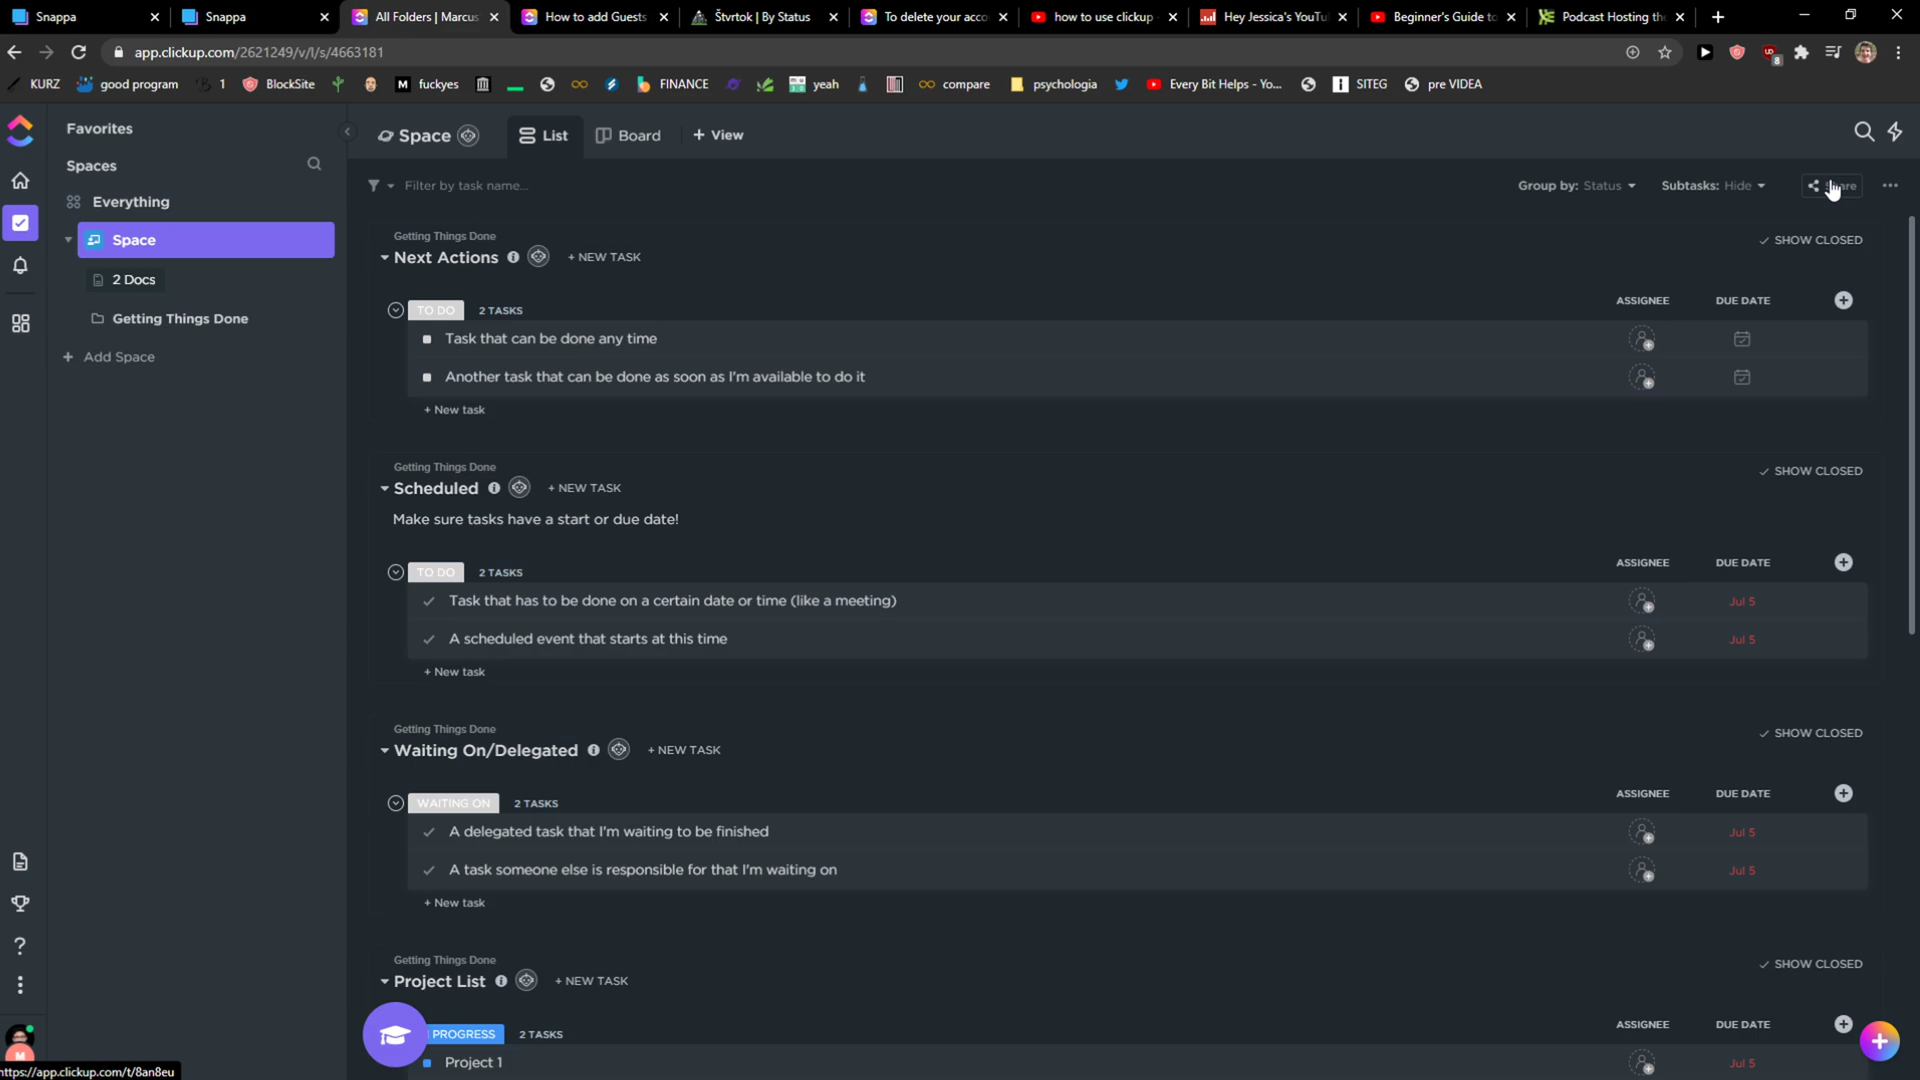 Snappa
Snappa
All Folders | Marcus
How to add Guests
Štvrtok | By Status
To delete your acco
how to use clickup
Hey Jessica's YouTu
Beginner's Guide to
Podcast Hosting th
app.clickup.com/2621249/v/l/s/4663181
8
KURZ
good program
1
BlockSite
M
fuckyes
FINANCE
yeah
compare
psychologia
Every Bit Helps - Yo...
SITEG
pre VIDEA
Favorites
Spaces
Everything
Space
2 Docs
Getting Things Done
+ Add Space
Space
List
Board
+ View
Filter by task name...
Group by: Status
Subtasks: Hide
Getting Things Done
Next Actions
+ NEW TASK
SHOW CLOSED
TO DO
2 TASKS
ASSIGNEE
DUE DATE
Task that can be done any time
Another task that can be done as soon as I'm available to do it
+ New task
Getting Things Done
Scheduled
+ NEW TASK
SHOW CLOSED
Make sure tasks have a start or due date!
TO DO
2 TASKS
ASSIGNEE
DUE DATE
Task that has to be done on a certain date or time (like a meeting)
Jul 5
A scheduled event that starts at this time
Jul 5
+ New task
Getting Things Done
Waiting On/Delegated
+ NEW TASK
SHOW CLOSED
WAITING ON
2 TASKS
ASSIGNEE
DUE DATE
A delegated task that I'm waiting to be finished
Jul 5
A task someone else is responsible for that I'm waiting on
Jul 5
+ New task
Getting Things Done
Project List
+ NEW TASK
SHOW CLOSED
PROGRESS
2 TASKS
ASSIGNEE
DUE DATE
Project 1
Jul 5
M
https://app.clickup.com/t/8an8eu